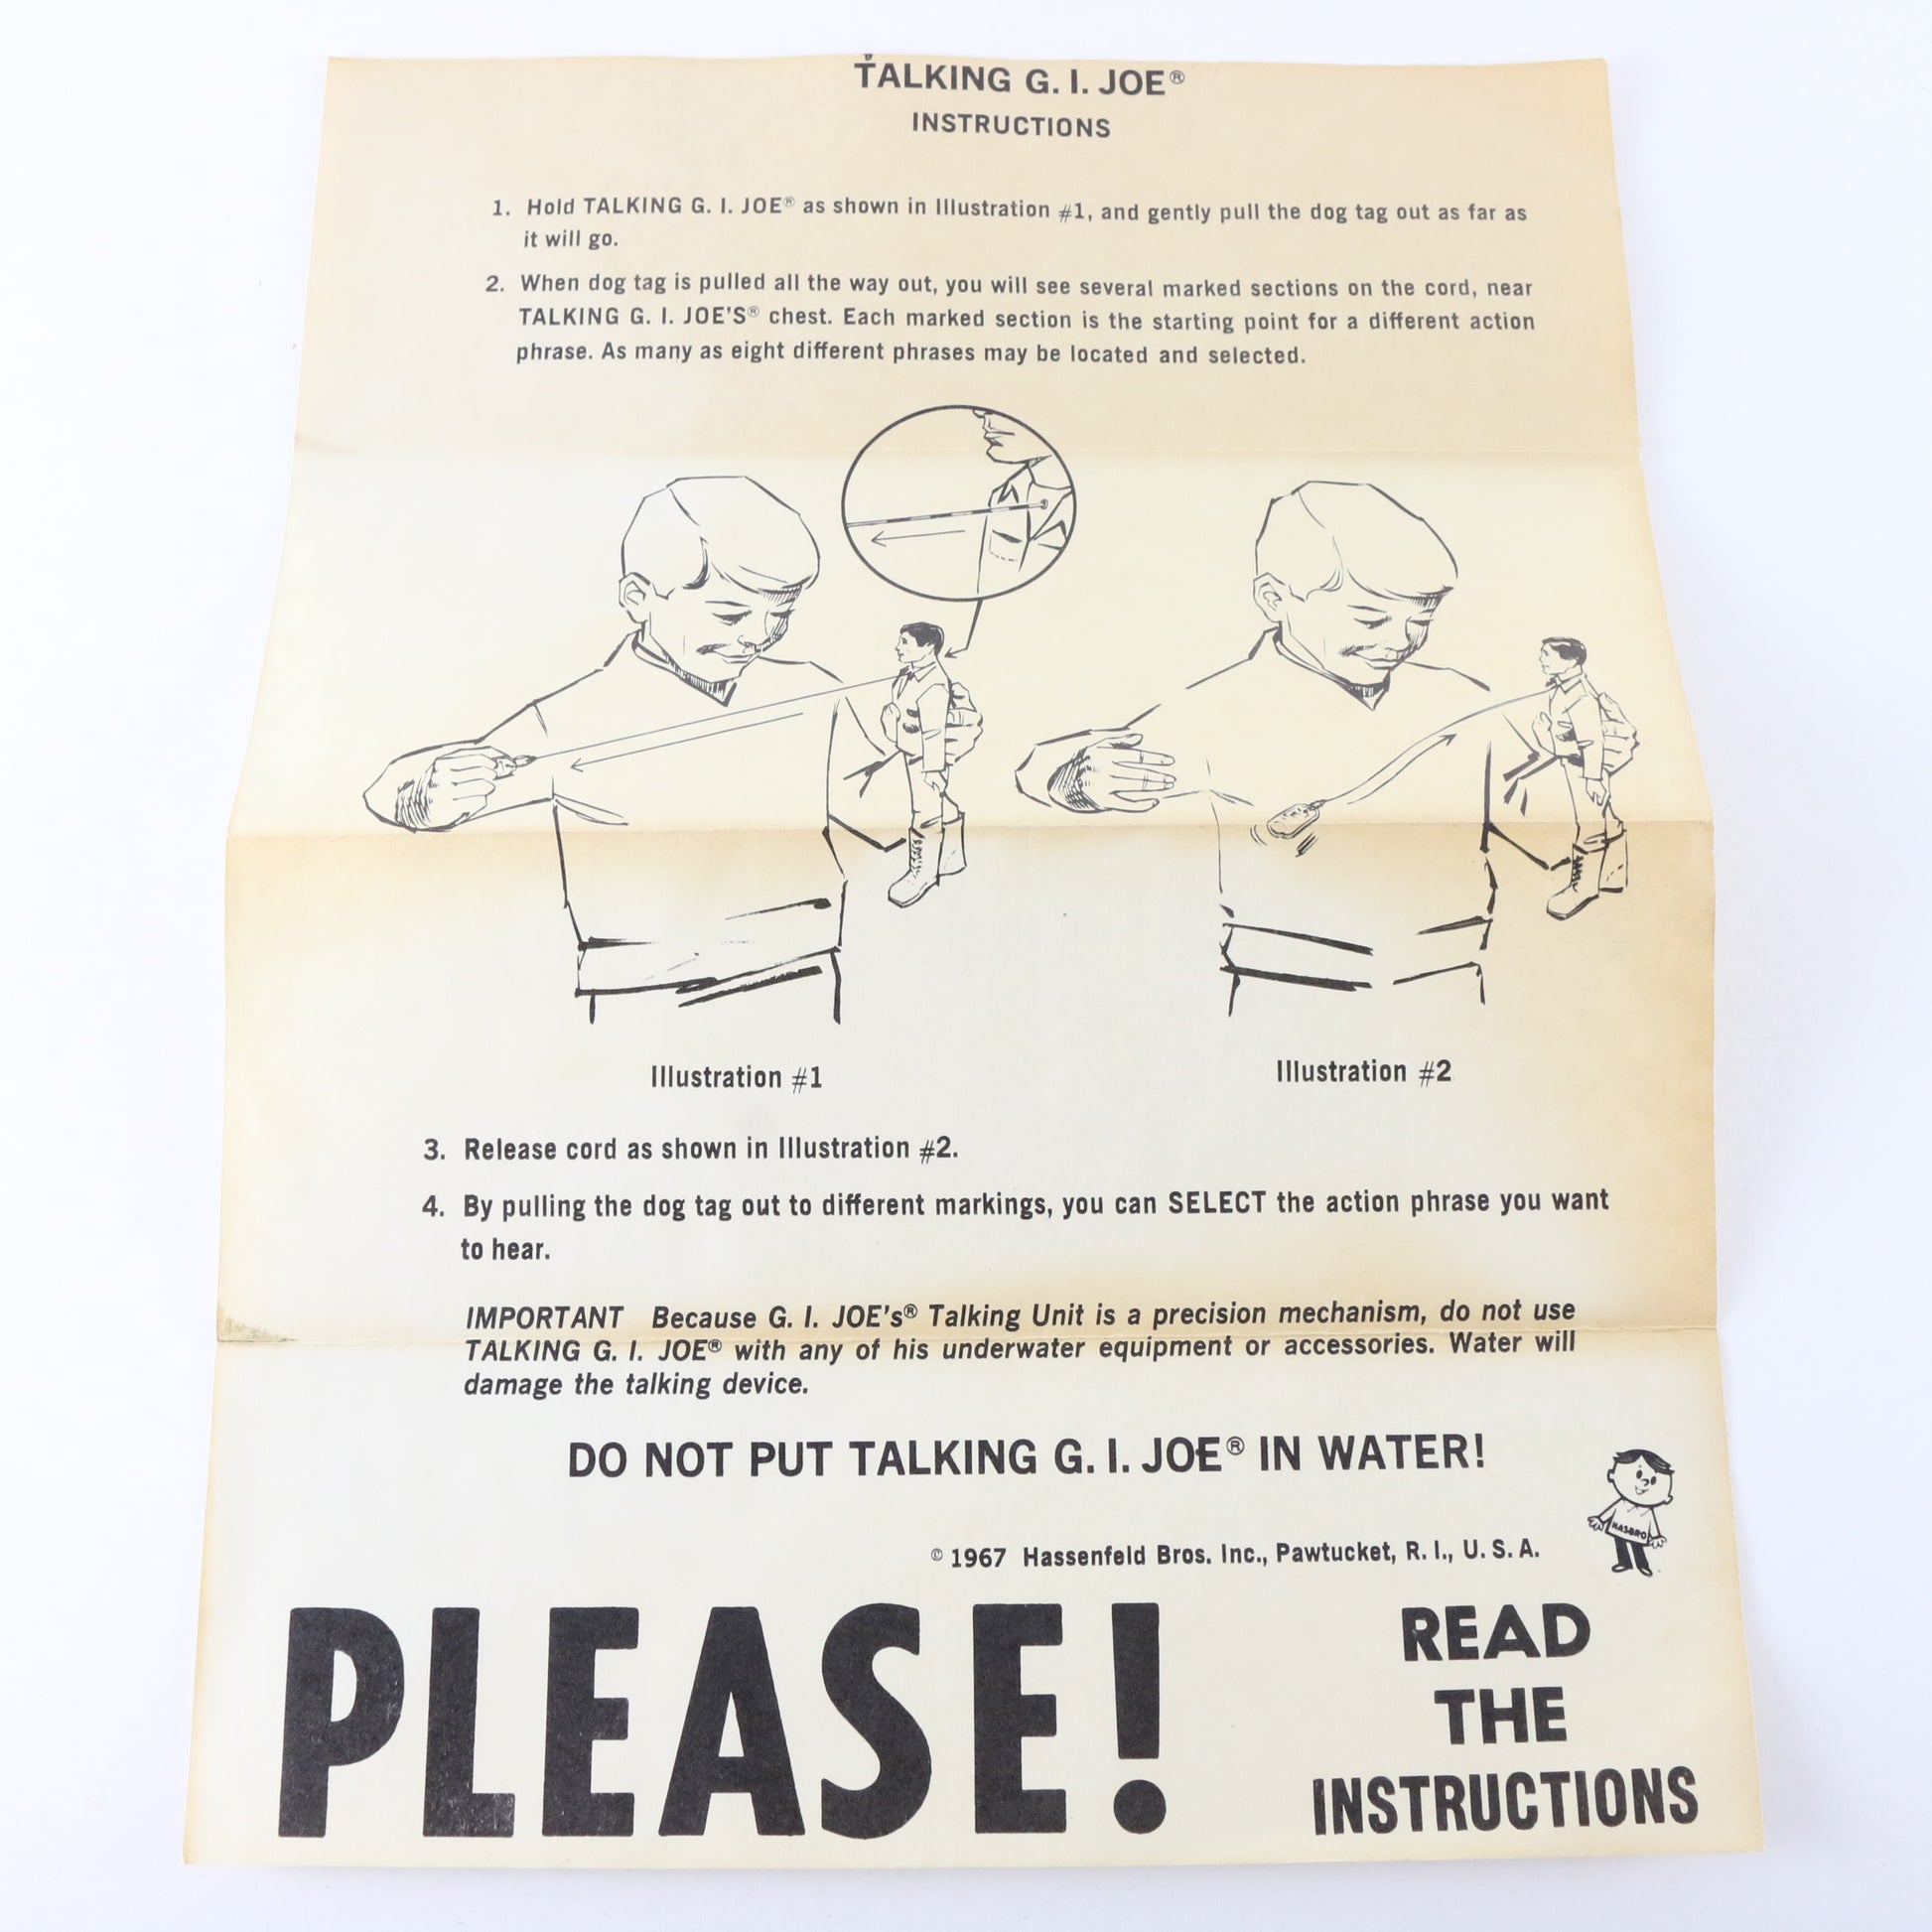 TALKING G. I. JOE®
INSTRUCTIONS
1. Hold TALKING G. I. JOE® as shown in Illustration #1, and gently pull the dog tag out as far as
it will go.
2. When dog tag is pulled all the way out, you will see several marked sections on the cord, near
TALKING G. I. JOE'S® chest. Each marked section is the starting point for a different action
phrase. As many as eight different phrases may be located and selected.
Illustration #1
Illustration #2
3. Release cord as shown in Illustration #2.
4. By pulling the dog tag out to different markings, you can SELECT the action phrase you want
to hear.
IMPORTANT Because G. I. JOE's® Talking Unit is a precision mechanism, do not use
TALKING G. I. JOE® with any of his underwater equipment or accessories. Water will
damage the talking device.
DO NOT PUT TALKING G. I. JOE® IN WATER!
HASBRO
© 1967 Hassenfeld Bros. Inc., Pawtucket, R. I., U. S. A.
PLEASE!
READ
THE
INSTRUCTIONS